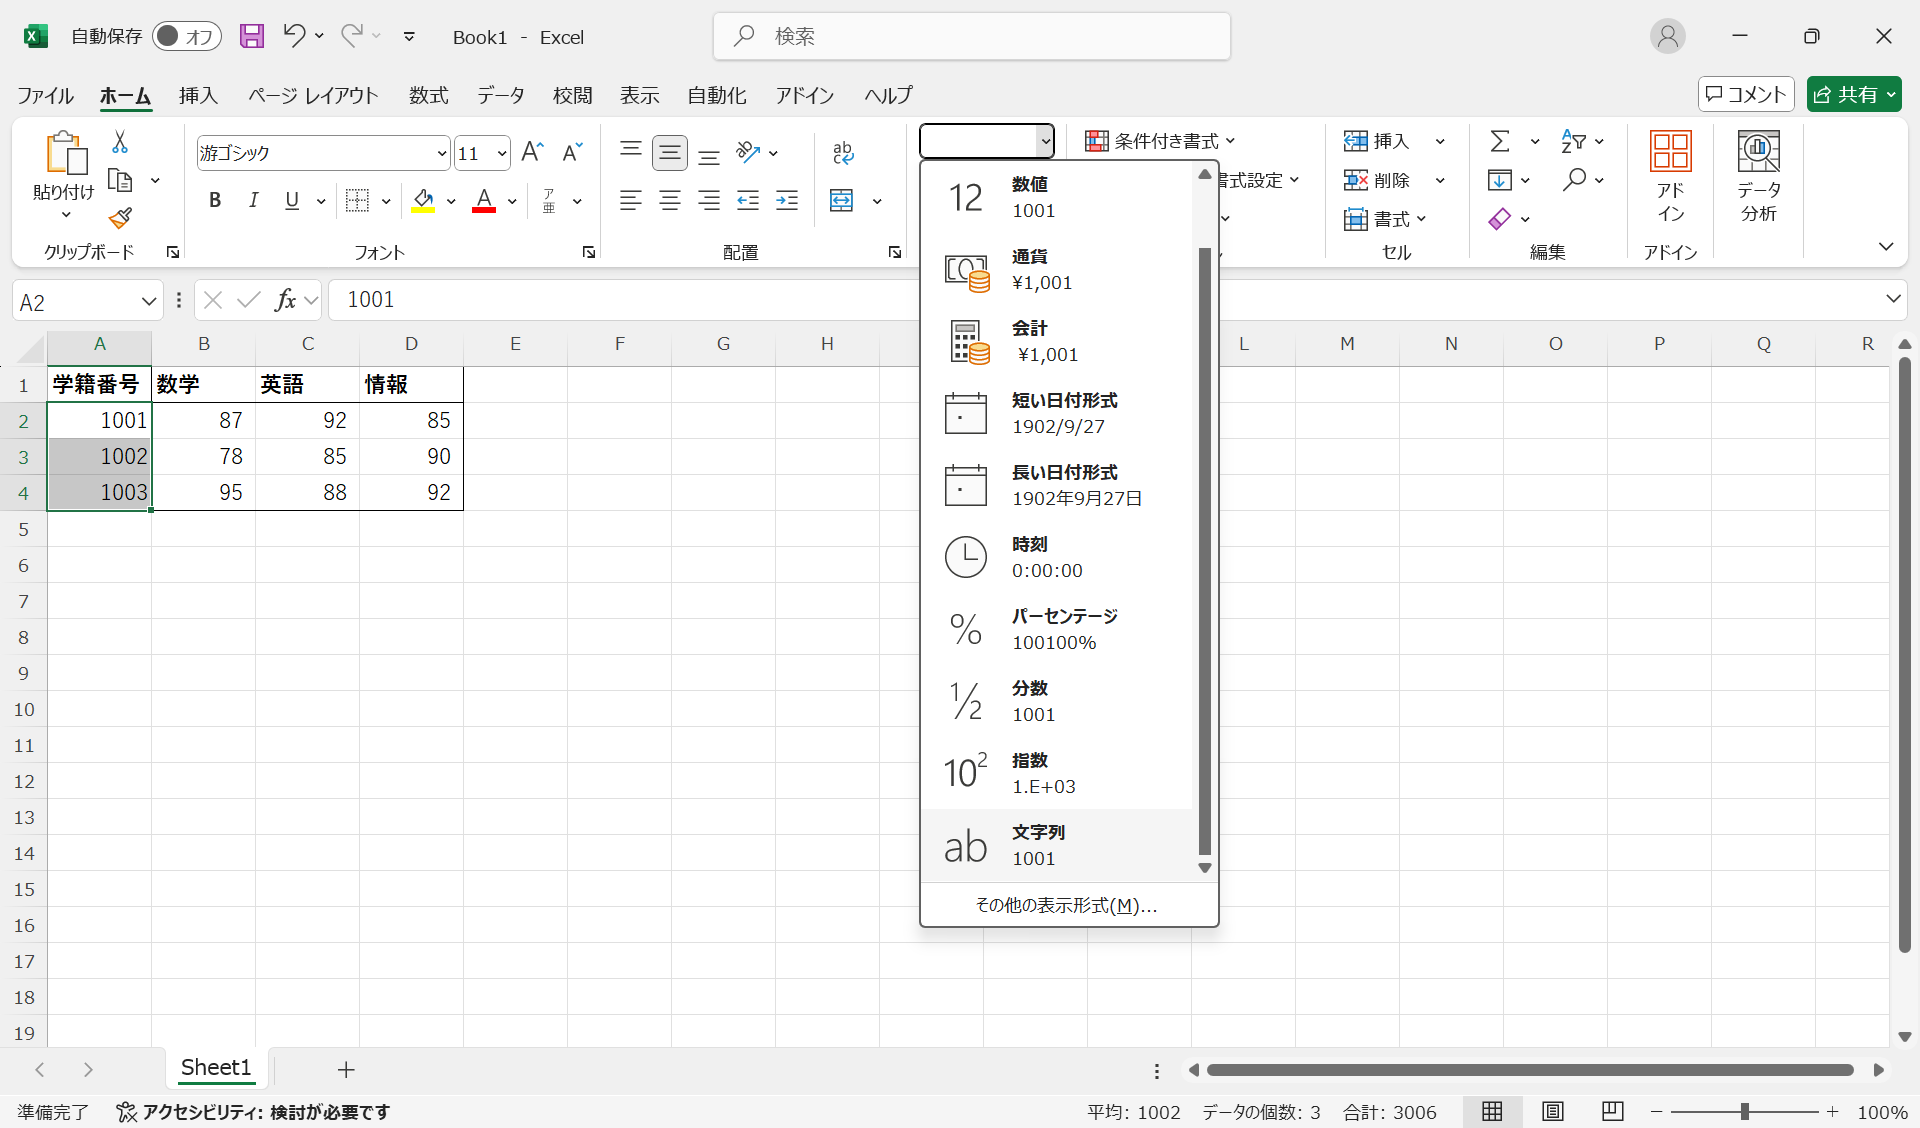 自動保存 オフ Book1 - Excel 検索
ファイル ホーム 挿入 ページ レイアウト 数式 データ 校閲 表示 自動化 アドイン ヘルプ コメント 共有
貼り付け
クリップボード
游ゴシック 11
B I U ア亜
フォント
ab c
配置
条件付き書式
書式設定
挿入
削除
書式
セル
編集
アド
イン
アドイン
データ
分析
A2 fx 1001
A B C D E F G H L M N O P Q R
1 学籍番号 数学 英語 情報
2 1001 87 92 85
3 1002 78 85 90
4 1003 95 88 92
5
6
7
8
9
10
11
12
13
14
15
16
17
18
19
12 数値
1001
通貨
¥1,001
会計
¥1,001
短い日付形式
1902/9/27
長い日付形式
1902年9月27日
時刻
0:00:00
% パーセンテージ
100100%
½ 分数
1001
10² 指数
1.E+03
ab 文字列
1001
その他の表示形式(M)...
Sheet1
準備完了 アクセシビリティ: 検討が必要です 平均: 1002 データの個数: 3 合計: 3006 100%